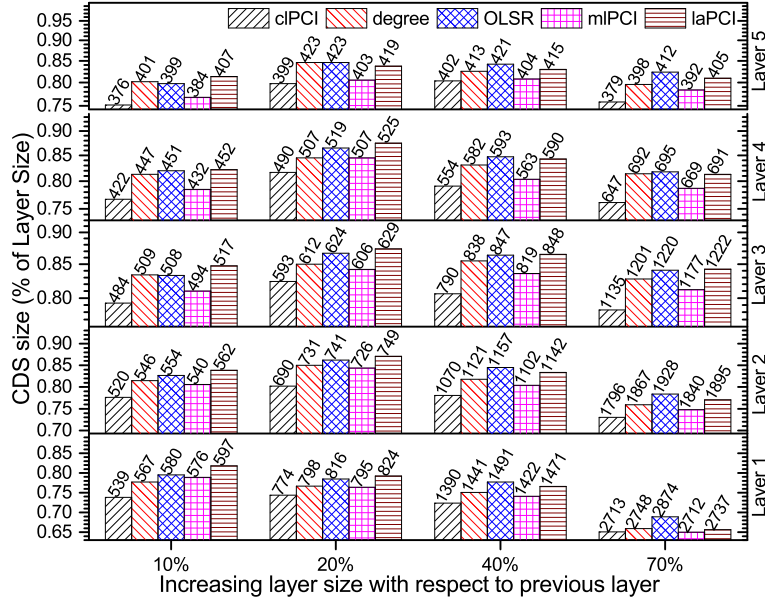 clPCI degree OLSR mlPCI laPCI
CDS size (% of Layer Size)
0.95
0.90
0.85
0.80
0.75
376 401 399 384 407
399 423 423 403 419
402 413 421 404 415
379 398 412 392 405
Layer 5
0.85
0.80
0.75
422 447 451 432 452
490 507 519 507 525
554 582 593 563 590
647 692 695 669 691
Layer 4
0.90
0.80
484 509 508 494 517
593 612 624 606 629
790 838 847 819 848
1135 1201 1220 1177 1222
Layer 3
0.90
0.85
0.80
0.75
0.70
520 546 554 540 562
690 731 741 726 749
1070 1121 1157 1102 1142
1796 1867 1928 1840 1895
Layer 2
0.85
0.80
0.75
0.70
0.65
539 567 580 576 597
774 798 816 795 824
1390 1441 1491 1422 1471
2713 2748 2874 2712 2737
Layer 1
10% 20% 40% 70%
Increasing layer size with respect to previous layer